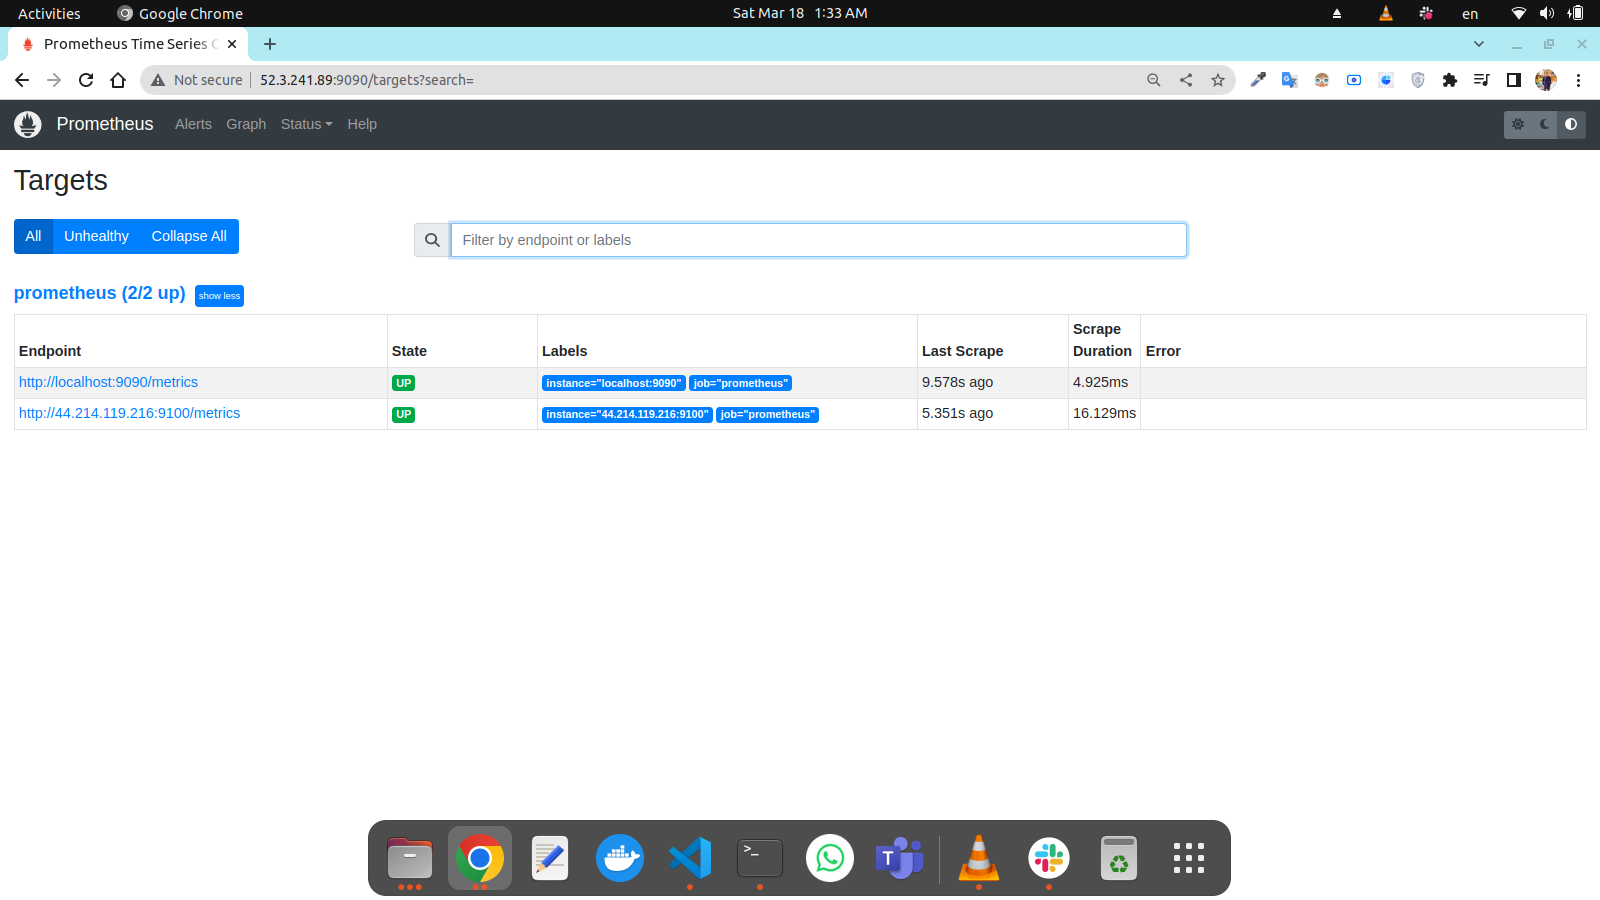 Activities Google Chrome Sat Mar 18 1:33 AM en
Prometheus Time Series C
Not secure 52.3.241.89:9090/targets?search=
Prometheus Alerts Graph Status Help
Targets
All Unhealthy Collapse All Filter by endpoint or labels
prometheus (2/2 up) show less
Endpoint State Labels Last Scrape Scrape Duration Error
http://localhost:9090/metrics UP instance="localhost:9090" job="prometheus" 9.578s ago 4.925ms
http://44.214.119.216:9100/metrics UP instance="44.214.119.216:9100" job="prometheus" 5.351s ago 16.129ms
>_
T